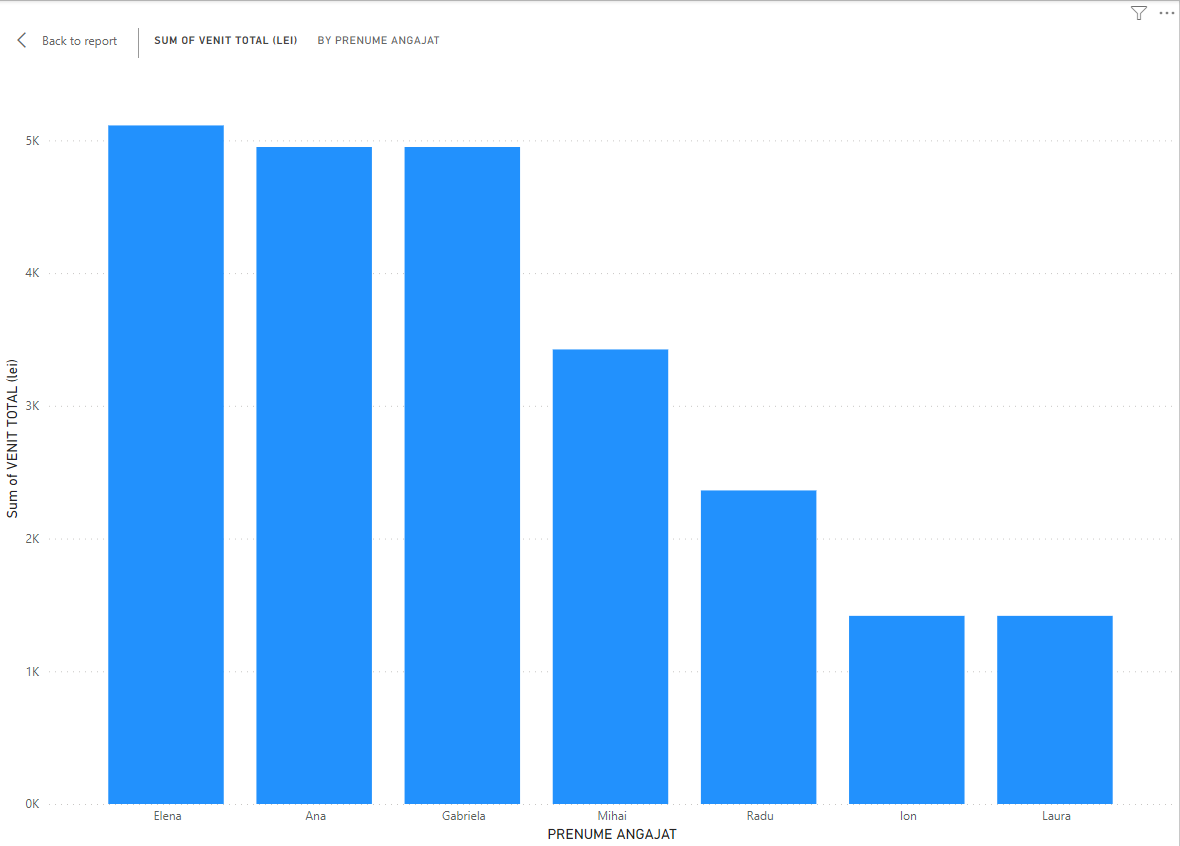 Back to report
SUM OF VENIT TOTAL (LEI) BY PRENUME ANGAJAT
Sum of VENIT TOTAL (lei)
5K
4K
3K
2K
1K
0K
Elena Ana Gabriela Mihai Radu Ion Laura
PRENUME ANGAJAT